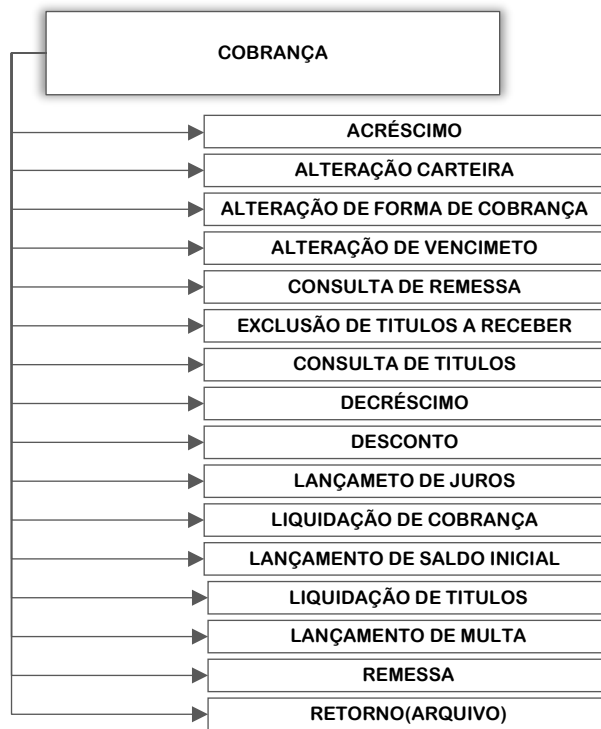 COBRANÇA
ACRÉSCIMO
ALTERAÇÃO CARTEIRA
ALTERAÇÃO DE FORMA DE COBRANÇA
ALTERAÇÃO DE VENCIMETO
CONSULTA DE REMESSA
EXCLUSÃO DE TITULOS A RECEBER
CONSULTA DE TITULOS
DECRÉSCIMO
DESCONTO
LANÇAMETO DE JUROS
LIQUIDAÇÃO DE COBRANÇA
LANÇAMENTO DE SALDO INICIAL
LIQUIDAÇÃO DE TITULOS
LANÇAMENTO DE MULTA
REMESSA
RETORNO(ARQUIVO)